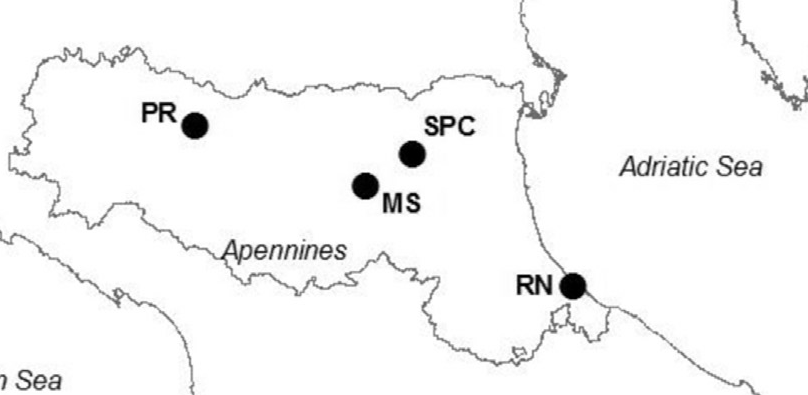 PR
SPC
Adriatic Sea
MS
Apennines
RN
Sea